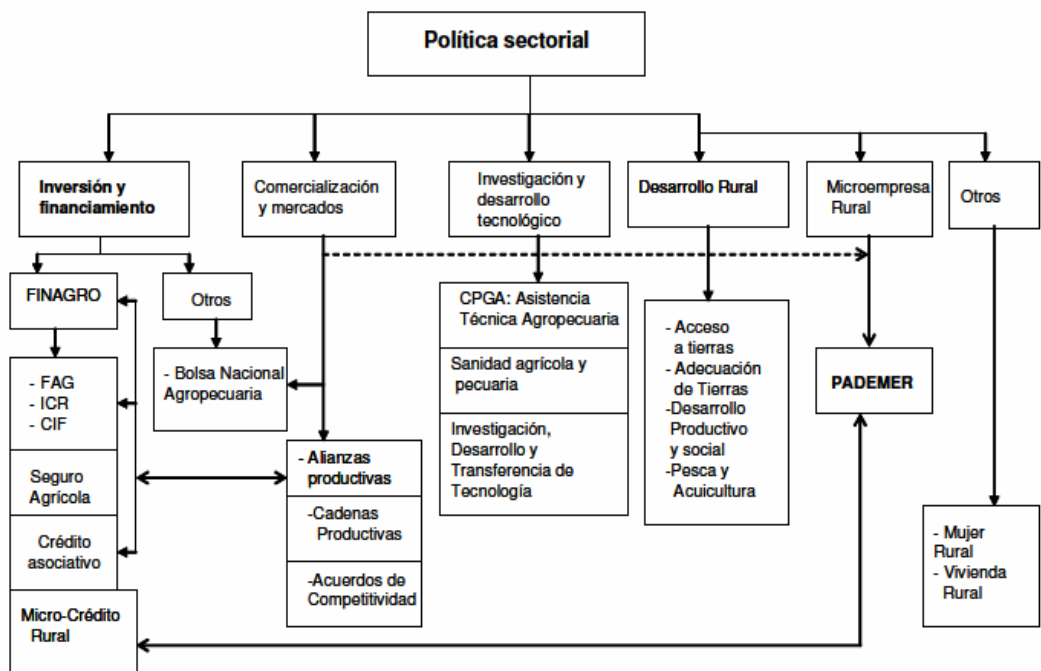 Política sectorial
Inversión y
financiamiento
Comercialización
y mercados
Investigación y
desarrollo
tecnológico
Desarrollo Rural
Microempresa
Rural
Otros
FINAGRO
Otros
- FAG
- ICR
- CIF
Seguro
Agrícola
Crédito
asociativo
Micro-Crédito
Rural
- Bolsa Nacional
Agropecuaria
- Alianzas
productivas
-Cadenas
Productivas
-Acuerdos de
Competitividad
CPGA: Asistencia
Técnica Agropecuaria
Sanidad agrícola y
pecuaria
Investigación,
Desarrollo y
Transferencia de
Tecnología
- Acceso
a tierras
- Adecuación
de Tierras
-Desarrollo
Productivo
y social
-Pesca y
Acuicultura
PADEMER
- Mujer
Rural
- Vivienda
Rural